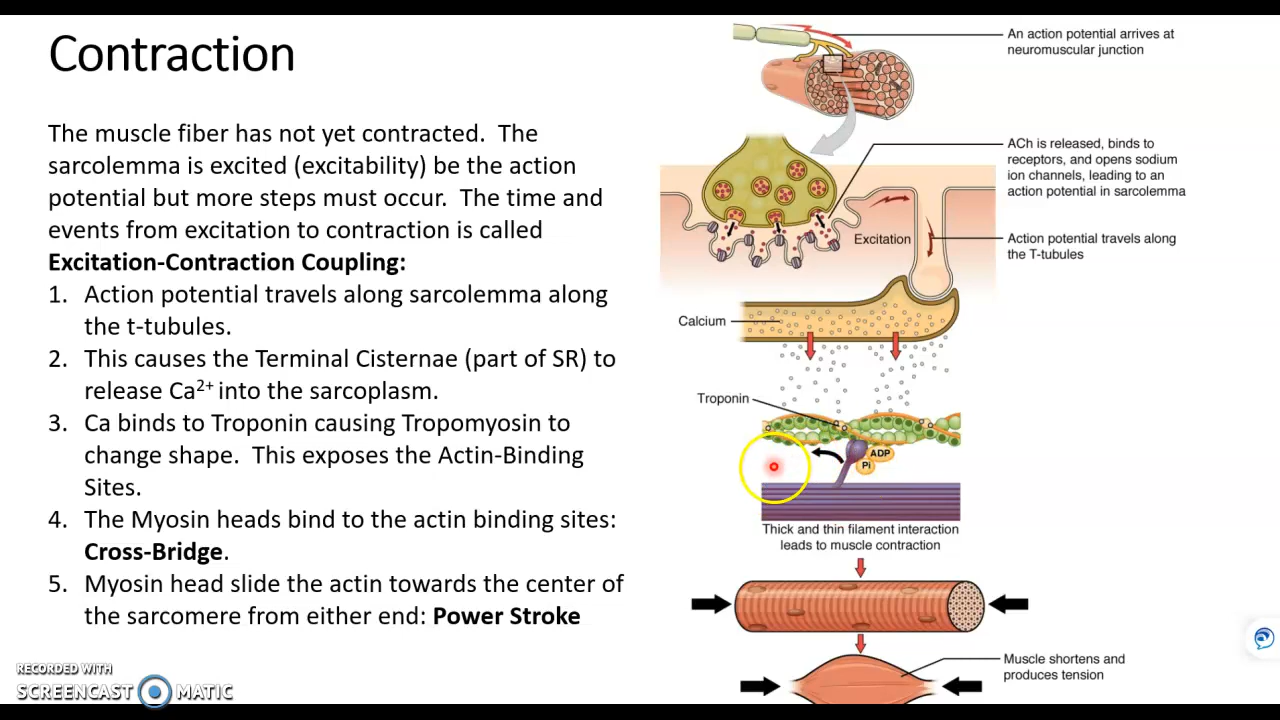 Contraction
The muscle fiber has not yet contracted.  The
sarcolemma is excited (excitability) be the action
potential but more steps must occur.  The time and
events from excitation to contraction is called
Excitation-Contraction Coupling:
1. Action potential travels along sarcolemma along
the t-tubules.
2. This causes the Terminal Cisternae (part of SR) to
release Ca²⁺ into the sarcoplasm.
3. Ca binds to Troponin causing Tropomyosin to
change shape.  This exposes the Actin-Binding
Sites.
4. The Myosin heads bind to the actin binding sites:
Cross-Bridge.
5. Myosin head slide the actin towards the center of
the sarcomere from either end: Power Stroke
An action potential arrives at
neuromuscular junction
ACh is released, binds to
receptors, and opens sodium
ion channels, leading to an
action potential in sarcolemma
Excitation
Action potential travels along
the T-tubules
Calcium
Troponin
ADP
Pi
Thick and thin filament interaction
leads to muscle contraction
Muscle shortens and
produces tension
RECORDED WITH
SCREENCAST MATIC